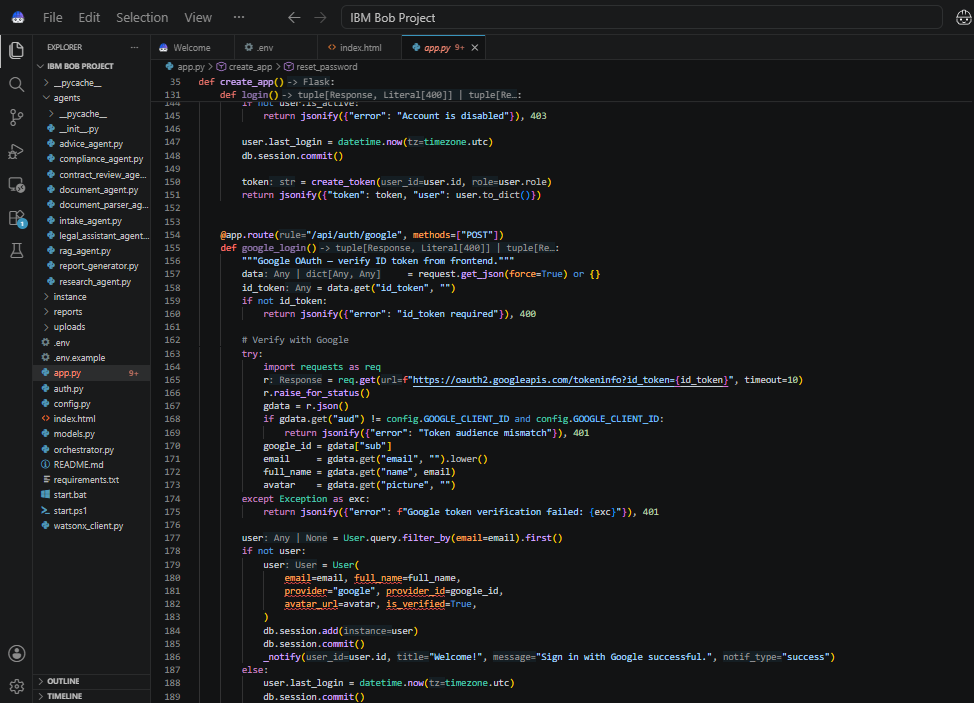 File Edit Selection View ··· ← → IBM Bob Project
EXPLORER ···
IBM BOB PROJECT
__pycache__
agents
__pycache__
__init__.py
advice_agent.py
compliance_agent.py
contract_review_age...
document_agent.py
document_parser_ag...
intake_agent.py
legal_assistant_agent...
rag_agent.py
report_generator.py
research_agent.py
instance
reports
uploads
.env
.env.example
app.py 9+
auth.py
config.py
index.html
models.py
orchestrator.py
README.md
requirements.txt
start.bat
start.ps1
watsonx_client.py
OUTLINE
TIMELINE
1
Welcome .env index.html app.py 9+ ×
app.py > create_app > reset_password
35 def create_app() -> Flask:
131 def login() -> tuple[Response, Literal[400]] | tuple[Re…:
144 if not user.is_active:
145 return jsonify({"error": "Account is disabled"}), 403
146
147 user.last_login = datetime.now(tz=timezone.utc)
148 db.session.commit()
149
150 token: str = create_token(user_id=user.id, role=user.role)
151 return jsonify({"token": token, "user": user.to_dict()})
152
153
154 @app.route(rule="/api/auth/google", methods=["POST"])
155 def google_login() -> tuple[Response, Literal[400]] | tuple[Re…:
156 """Google OAuth — verify ID token from frontend."""
157 data: Any | dict[Any, Any] = request.get_json(force=True) or {}
158 id_token: Any = data.get("id_token", "")
159 if not id_token:
160 return jsonify({"error": "id_token required"}), 400
161
162 # Verify with Google
163 try:
164 import requests as req
165 r: Response = req.get(url=f"https://oauth2.googleapis.com/tokeninfo?id_token={id_token}", timeout=10)
166 r.raise_for_status()
167 gdata = r.json()
168 if gdata.get("aud") != config.GOOGLE_CLIENT_ID and config.GOOGLE_CLIENT_ID:
169 return jsonify({"error": "Token audience mismatch"}), 401
170 google_id = gdata["sub"]
171 email = gdata.get("email", "").lower()
172 full_name = gdata.get("name", email)
173 avatar = gdata.get("picture", "")
174 except Exception as exc:
175 return jsonify({"error": f"Google token verification failed: {exc}"}), 401
176
177 user: Any | None = User.query.filter_by(email=email).first()
178 if not user:
179 user: User = User(
180 email=email, full_name=full_name,
181 provider="google", provider_id=google_id,
182 avatar_url=avatar, is_verified=True,
183 )
184 db.session.add(instance=user)
185 db.session.commit()
186 _notify(user_id=user.id, title="Welcome!", message="Sign in with Google successful.", notif_type="success")
187 else:
188 user.last_login = datetime.now(tz=timezone.utc)
189 db.session.commit()